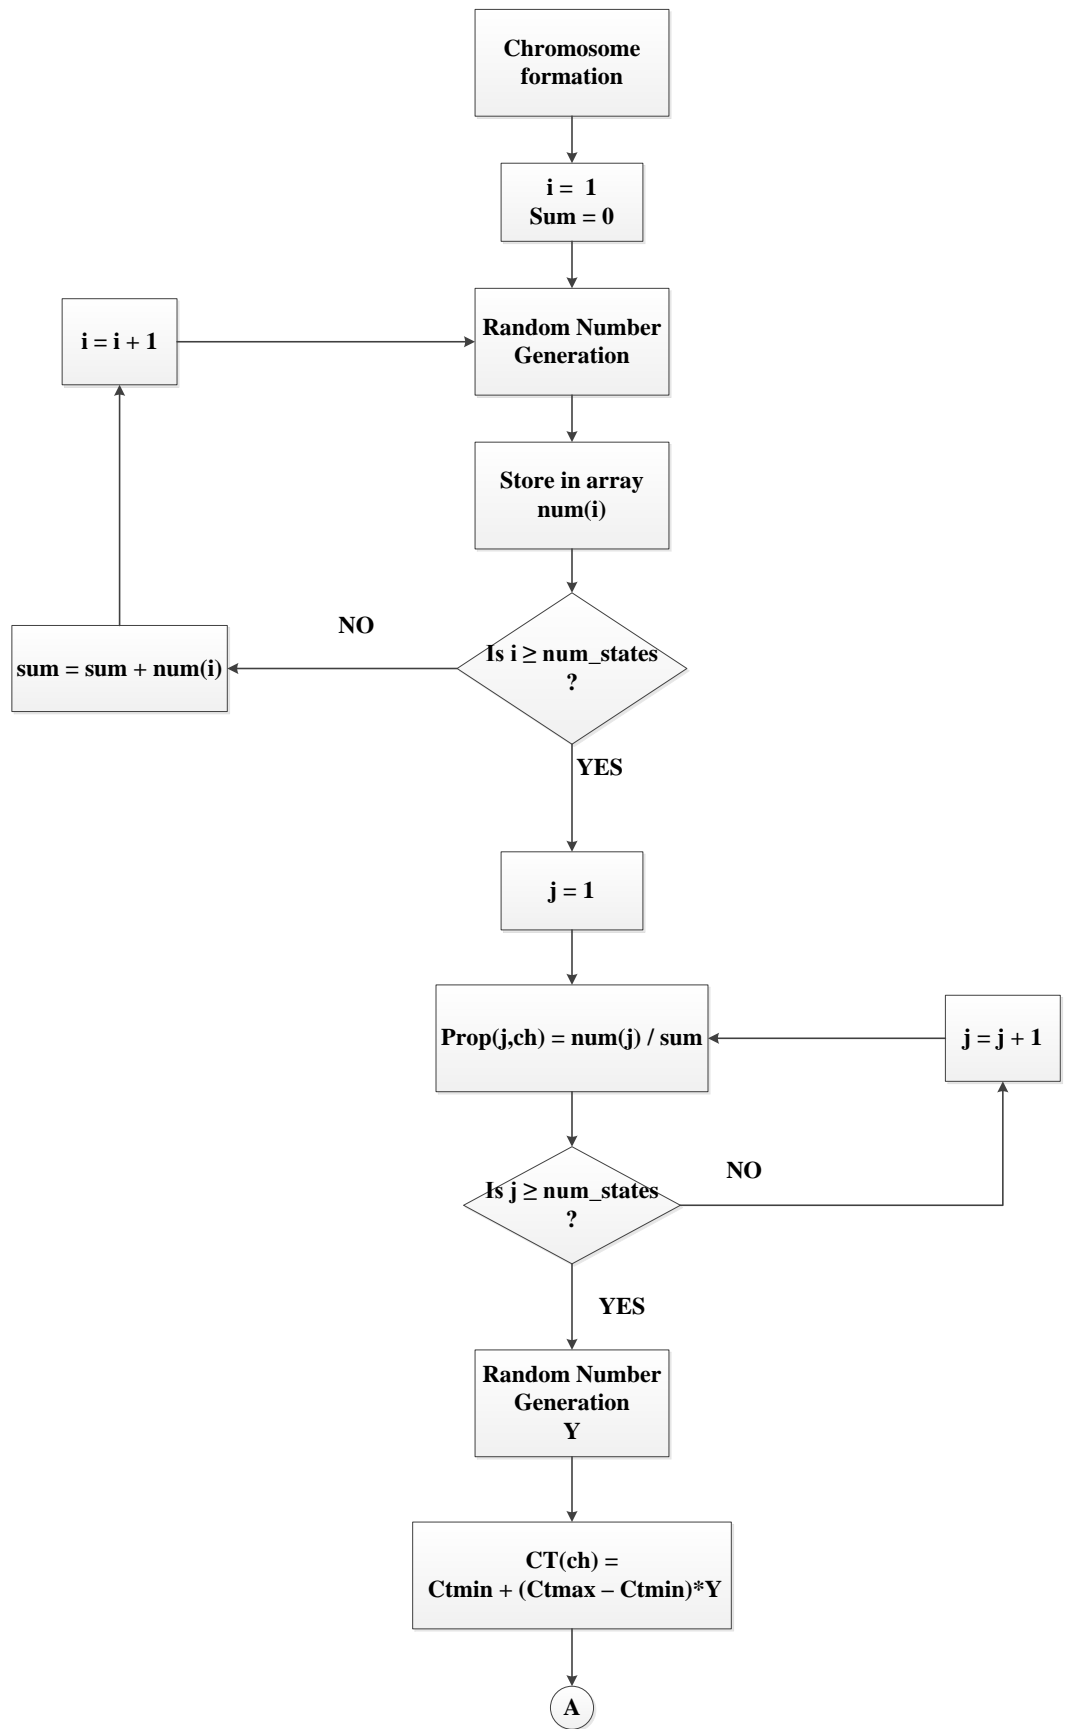 Chromosome
formation
i = 1
Sum = 0
i = i + 1
Random Number
Generation
Store in array
num(i)
NO
sum = sum + num(i)
Is i ≥ num_states
?
YES
j = 1
Prop(j,ch) = num(j) / sum
j = j + 1
NO
Is j ≥ num_states
?
YES
Random Number
Generation
Y
CT(ch) =
Ctmin + (Ctmax – Ctmin)*Y
A